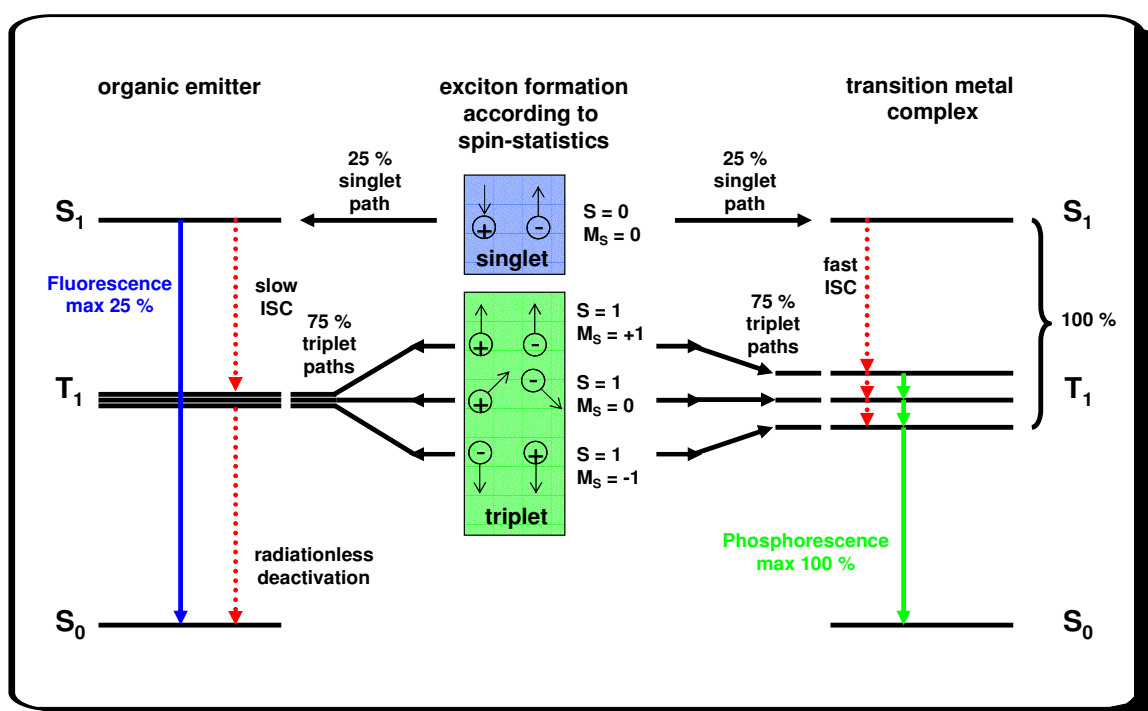 organic emitter
exciton formation
according to
spin-statistics
transition metal
complex
25 %
singlet
path
25 %
singlet
path
S1
S = 0
MS = 0
S1
+
-
singlet
Fluorescence
max 25 %
slow
ISC
fast
ISC
75 %
triplet
paths
S = 1
MS = +1
75 %
triplet
paths
100 %
+
-
T1
-
+
S = 1
MS = 0
T1
-
+
S = 1
MS = -1
triplet
radiationless
deactivation
Phosphorescence
max 100 %
S0
S0